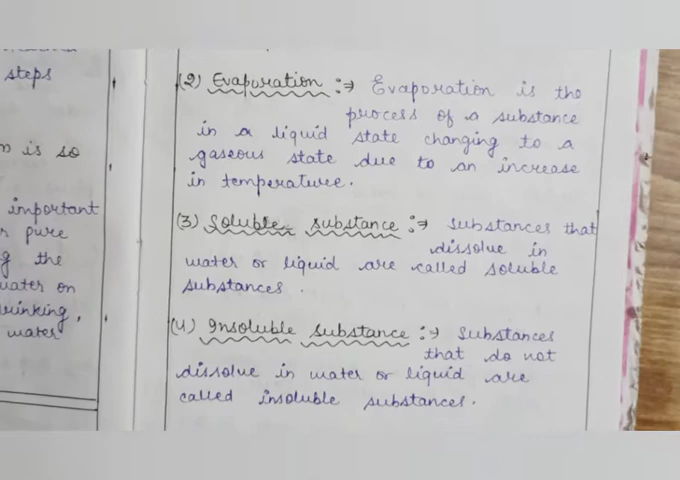 steps
is so
important
pure
the
water on
drinking,
water
(2) Evaporation :→ Evaporation is the
process of a substance
in a liquid state changing to a
gaseous state due to an increase
in temperature.
(3) Soluble substance :→ Substances that
dissolve in
water or liquid are called soluble
substances.
(4) Insoluble substance :→ Substances
that do not
dissolve in water or liquid are
called insoluble substances.